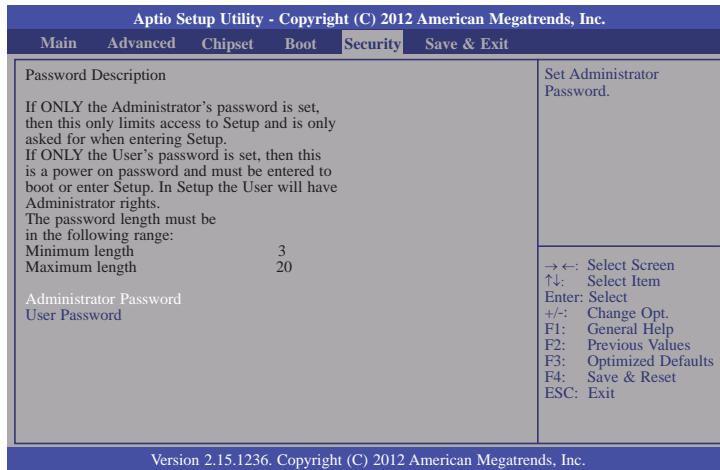 Aptio Setup Utility - Copyright (C) 2012 American Megatrends, Inc.
Main Advanced Chipset Boot Security Save & Exit
Password Description
If ONLY the Administrator's password is set,
then this only limits access to Setup and is only
asked for when entering Setup.
If ONLY the User's password is set, then this
is a power on password and must be entered to
boot or enter Setup. In Setup the User will have
Administrator rights.
The password length must be
in the following range:
Minimum length 3
Maximum length 20
Administrator Password
User Password
Set Administrator
Password.
→←: Select Screen
↑↓: Select Item
Enter: Select
+/-: Change Opt.
F1: General Help
F2: Previous Values
F3: Optimized Defaults
F4: Save & Reset
ESC: Exit
Version 2.15.1236. Copyright (C) 2012 American Megatrends, Inc.